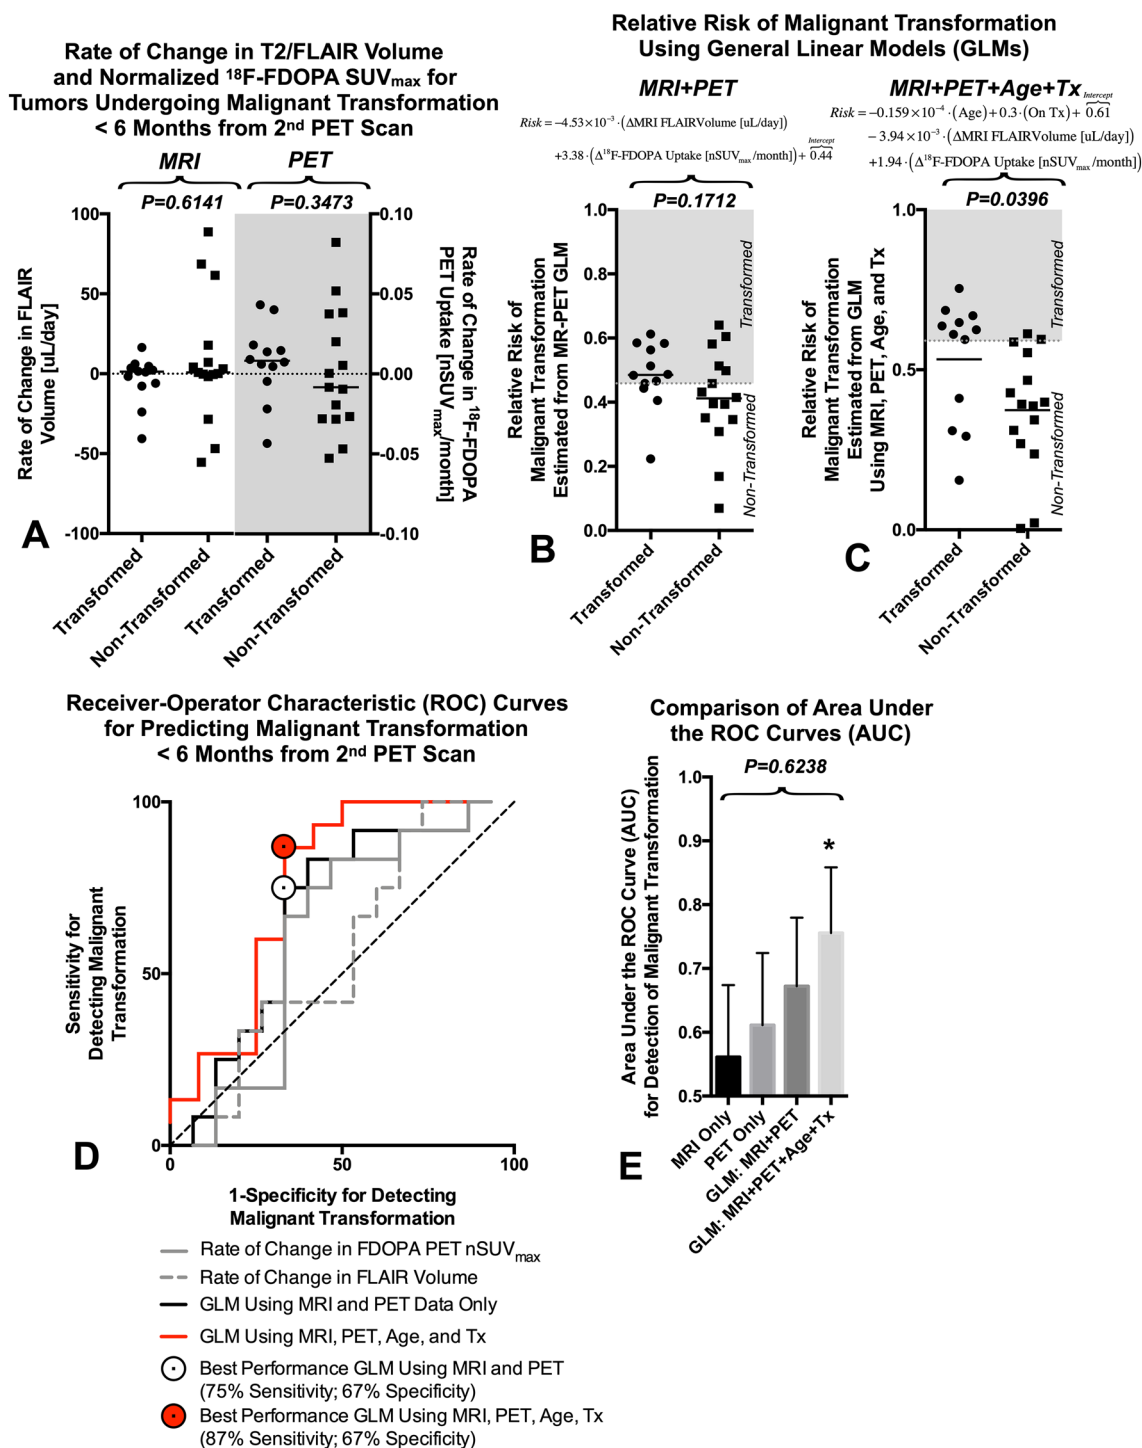 Rate of Change in T2/FLAIR Volume
and Normalized ¹⁸F-FDOPA SUVmax for
Tumors Undergoing Malignant Transformation
< 6 Months from 2nd PET Scan
MRI
PET
P=0.6141
P=0.3473
100
50
0
-50
-100
0.10
0.05
0.00
-0.05
-0.10
Rate of Change in FLAIR
Volume [uL/day]
Rate of Change in ¹⁸F-FDOPA
PET Uptake [nSUVmax/month]
Transformed
Non-Transformed
Transformed
Non-Transformed
A
Relative Risk of Malignant Transformation
Using General Linear Models (GLMs)
MRI+PET
Risk = −4.53×10⁻³ · (ΔMRI FLAIRVolume [uL/day])
Intercept
+3.38 · (Δ¹⁸F-FDOPA Uptake [nSUVmax/month]) + 0.44
P=0.1712
1.0
0.8
0.6
0.4
0.2
0.0
Relative Risk of
Malignant Transformation
Estimated from MR-PET GLM
Transformed
Non-Transformed
Transformed
Non-Transformed
B
MRI+PET+Age+Tx
Intercept
Risk = −0.159×10⁻⁴ · (Age) + 0.3 · (On Tx) + 0.61
− 3.94×10⁻³ · (ΔMRI FLAIRVolume [uL/day])
+1.94 · (Δ¹⁸F-FDOPA Uptake [nSUVmax/month])
P=0.0396
1.0
0.5
0.0
Relative Risk of
Malignant Transformation
Estimated from GLM
Using MRI, PET, Age, and Tx
Transformed
Non-Transformed
Transformed
Non-Transformed
C
Receiver-Operator Characteristic (ROC) Curves
for Predicting Malignant Transformation
< 6 Months from 2nd PET Scan
100
50
0
Sensitivity for
Detecting Malignant
Transformation
0
50
100
1-Specificity for Detecting
Malignant Transformation
D
Rate of Change in FDOPA PET nSUVmax
Rate of Change in FLAIR Volume
GLM Using MRI and PET Data Only
GLM Using MRI, PET, Age, and Tx
Best Performance GLM Using MRI and PET
(75% Sensitivity; 67% Specificity)
Best Performance GLM Using MRI, PET, Age, Tx
(87% Sensitivity; 67% Specificity)
Comparison of Area Under
the ROC Curves (AUC)
P=0.6238
*
1.0
0.9
0.8
0.7
0.6
0.5
Area Under the ROC Curve (AUC)
for Detection of Malignant Transformation
MRI Only
PET Only
GLM: MRI+PET
GLM: MRI+PET+Age+Tx
E